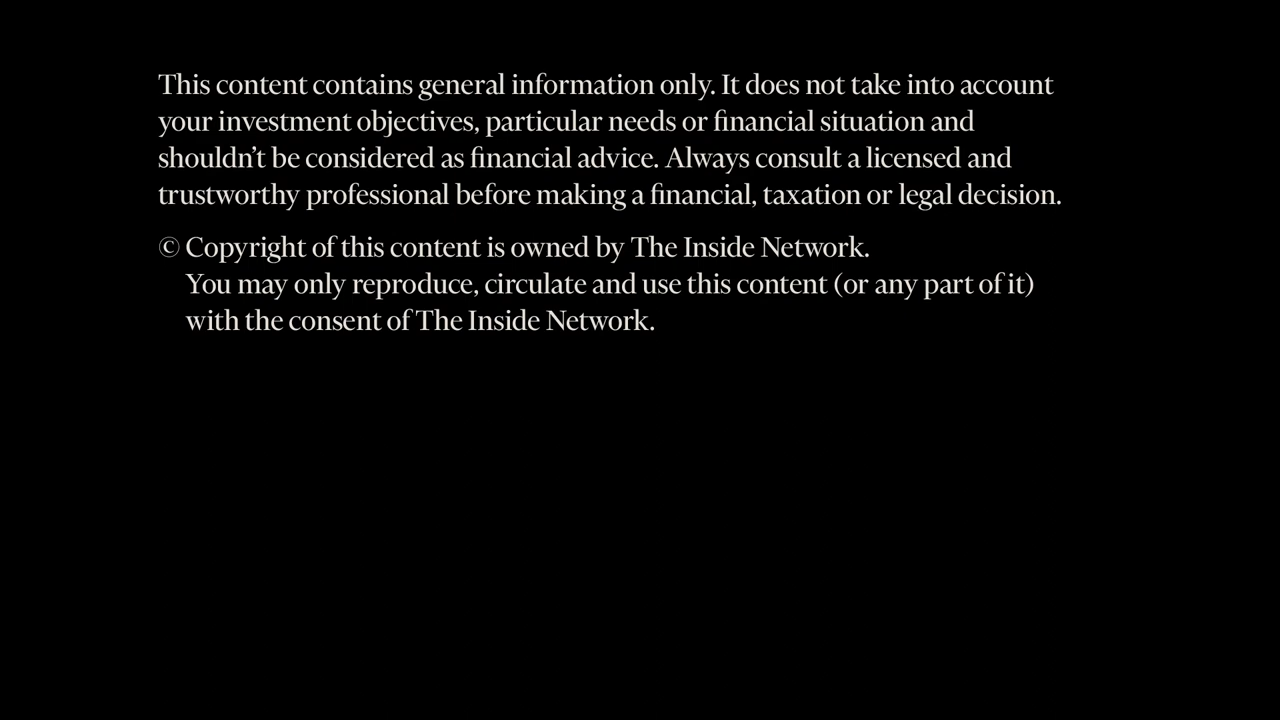 This content contains general information only. It does not take into account
your investment objectives, particular needs or financial situation and
shouldn’t be considered as financial advice. Always consult a licensed and
trustworthy professional before making a financial, taxation or legal decision.
© Copyright of this content is owned by The Inside Network.
You may only reproduce, circulate and use this content (or any part of it)
with the consent of The Inside Network.